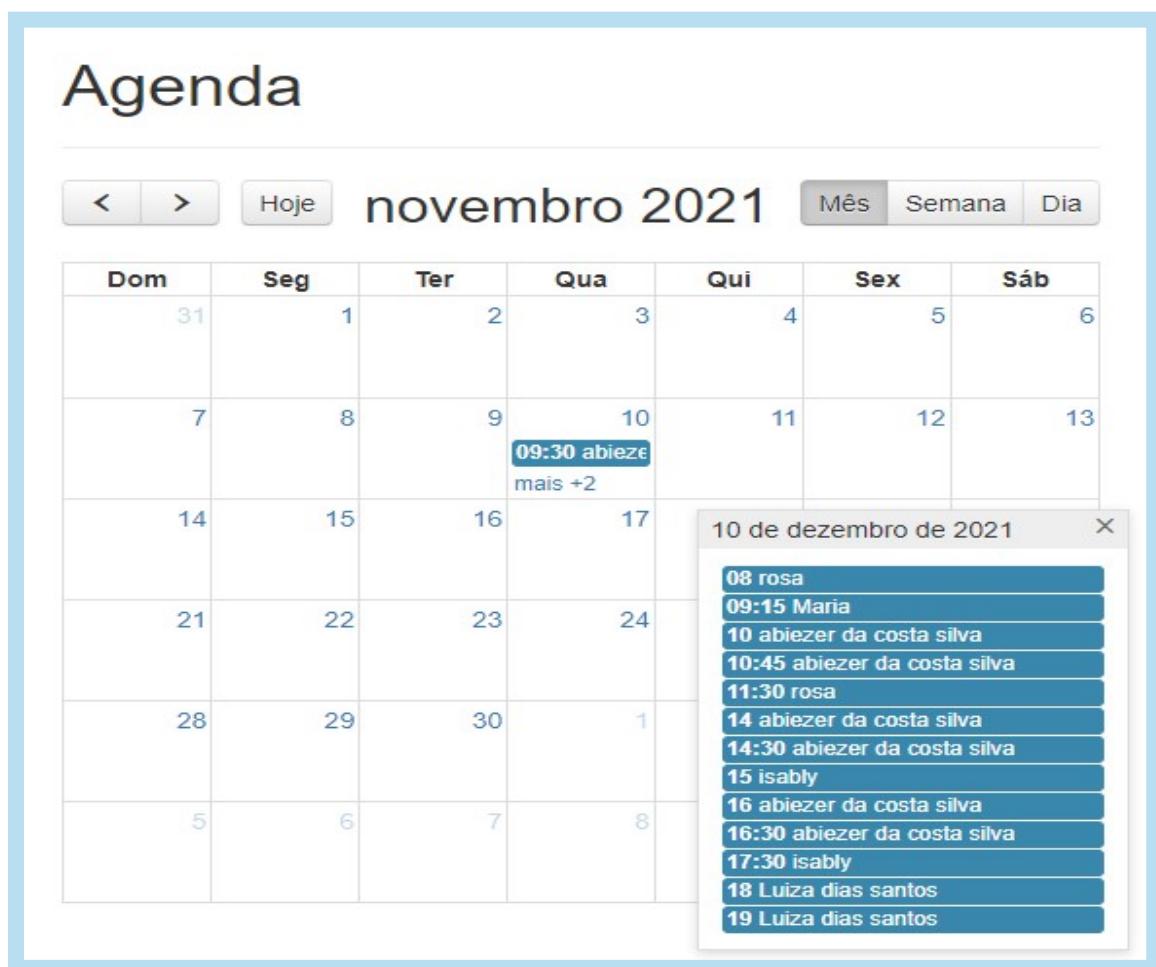 Agenda
< > Hoje novembro 2021 Mês Semana Dia
Dom Seg Ter Qua Qui Sex Sáb
31 1 2 3 4 5 6
7 8 9 10 11 12 13
09:30 abieze
mais +2
14 15 16 17
21 22 23 24
28 29 30 1
5 6 7 8
10 de dezembro de 2021 ×
08 rosa
09:15 Maria
10 abiezer da costa silva
10:45 abiezer da costa silva
11:30 rosa
14 abiezer da costa silva
14:30 abiezer da costa silva
15 isably
16 abiezer da costa silva
16:30 abiezer da costa silva
17:30 isably
18 Luiza dias santos
19 Luiza dias santos